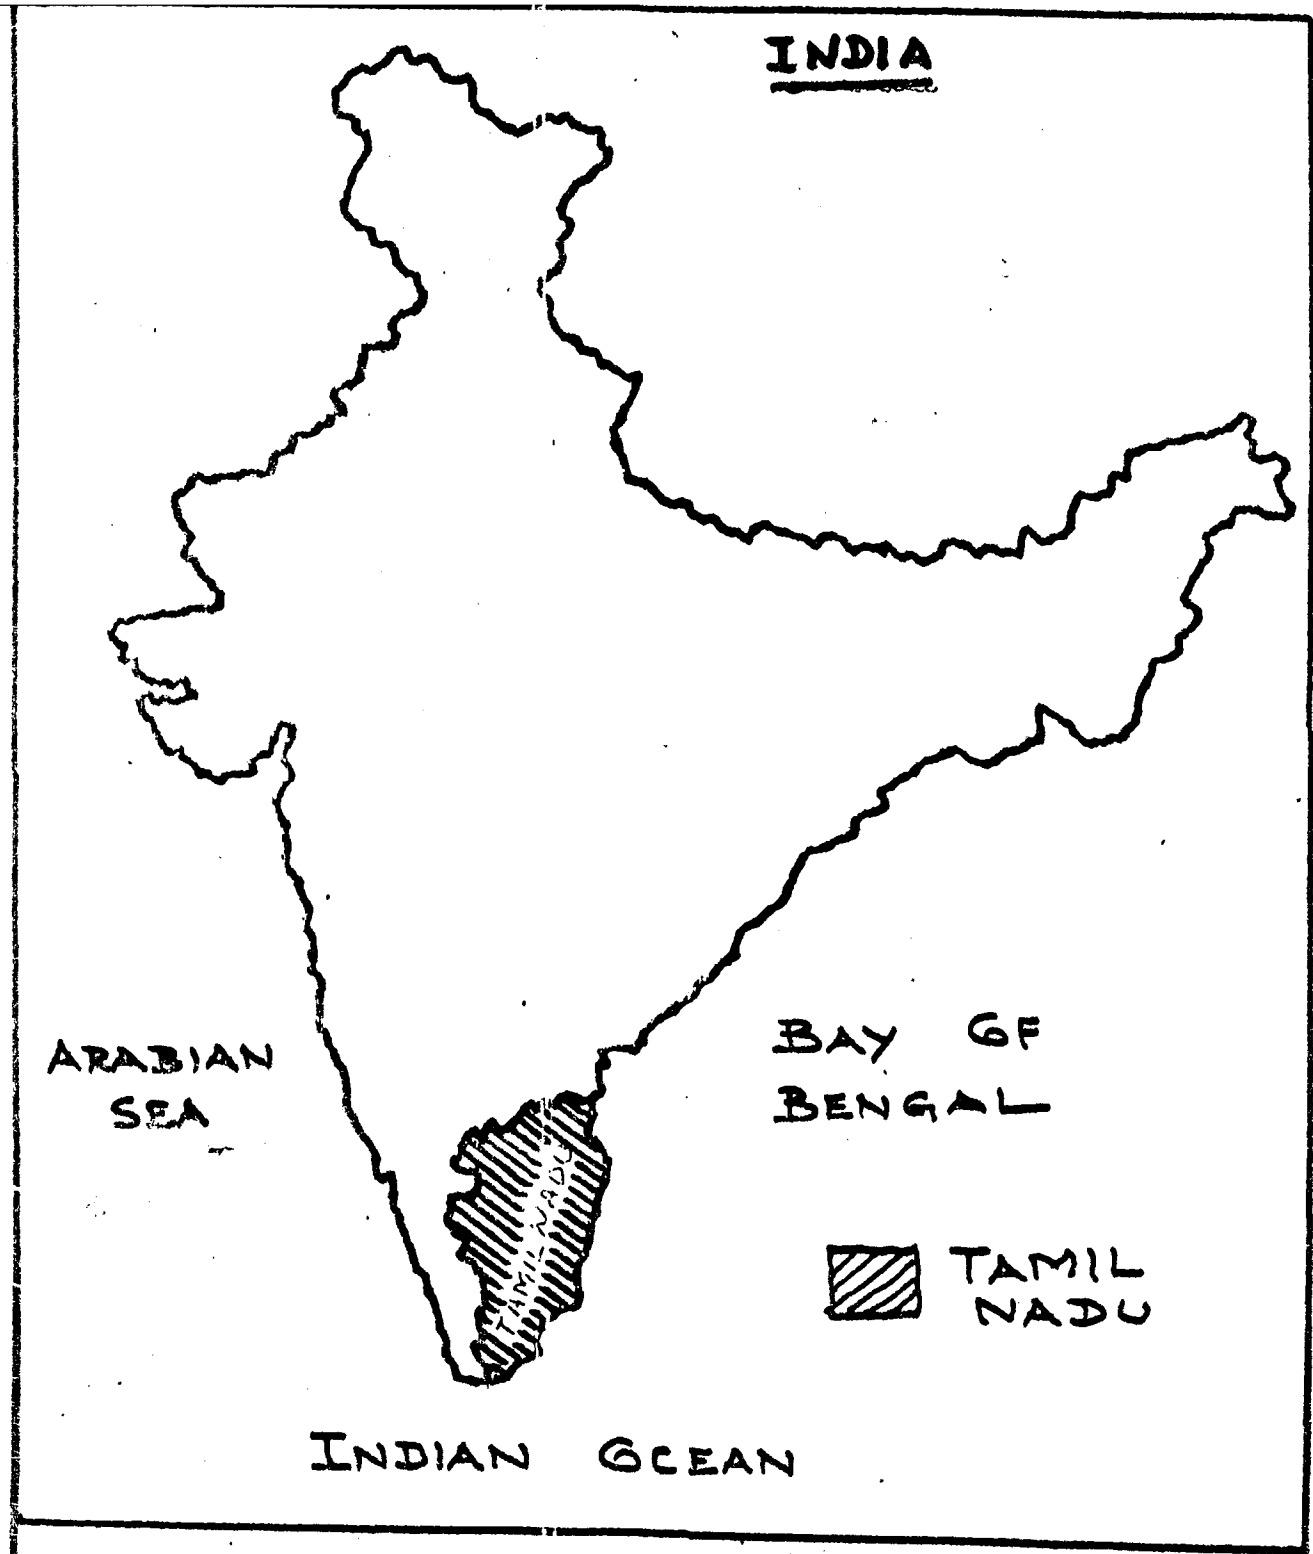 INDIA
ARABIAN
SEA
BAY OF
BENGAL
TAMIL NADU
TAMIL
NADU
INDIAN OCEAN